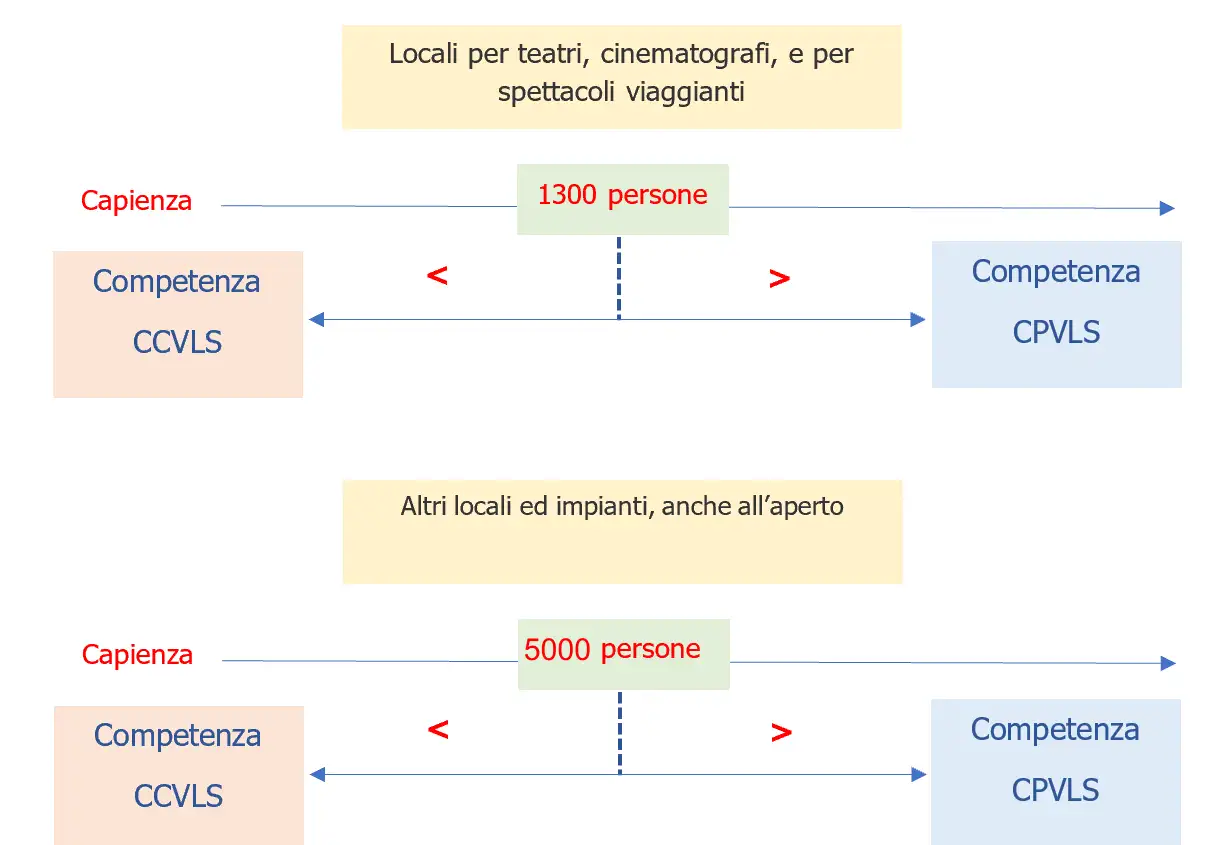 Locali per teatri, cinematografi, e per
spettacoli viaggianti
Capienza
1300 persone
Competenza
CCVLS
<
>
Competenza
CPVLS
Altri locali ed impianti, anche all’aperto
Capienza
5000 persone
Competenza
CCVLS
<
>
Competenza
CPVLS